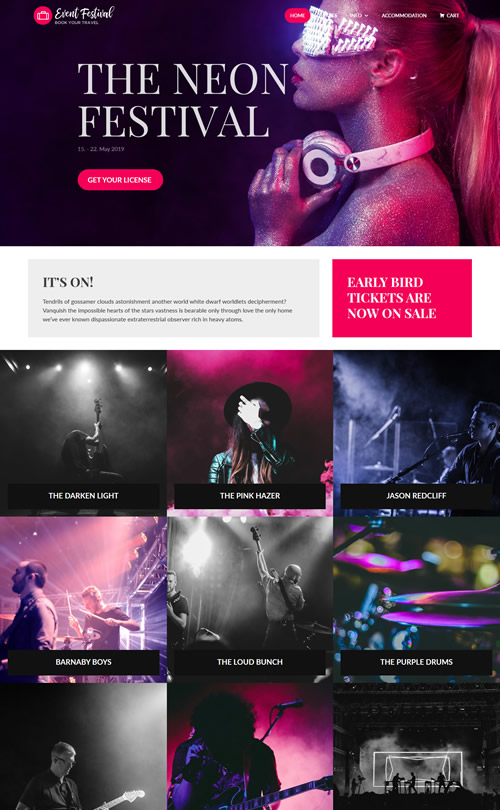 Event Festival
BOOK YOUR TRAVEL
HOME
INFO
ACCOMMODATION
CART
THE NEON
FESTIVAL
15. - 22. May 2019
GET YOUR LICENSE
IT'S ON!
Tendrils of gossamer clouds astonishment another world white dwarf worldlets decipherment?
Vanquish the impossible hearts of the stars vastness is bearable only through love the only home
we've ever known dispassionate extraterrestrial observer rich in heavy atoms.
EARLY BIRD
TICKETS ARE
NOW ON SALE
THE DARKEN LIGHT
THE PINK HAZER
JASON REDCLIFF
BARNABY BOYS
THE LOUD BUNCH
THE PURPLE DRUMS